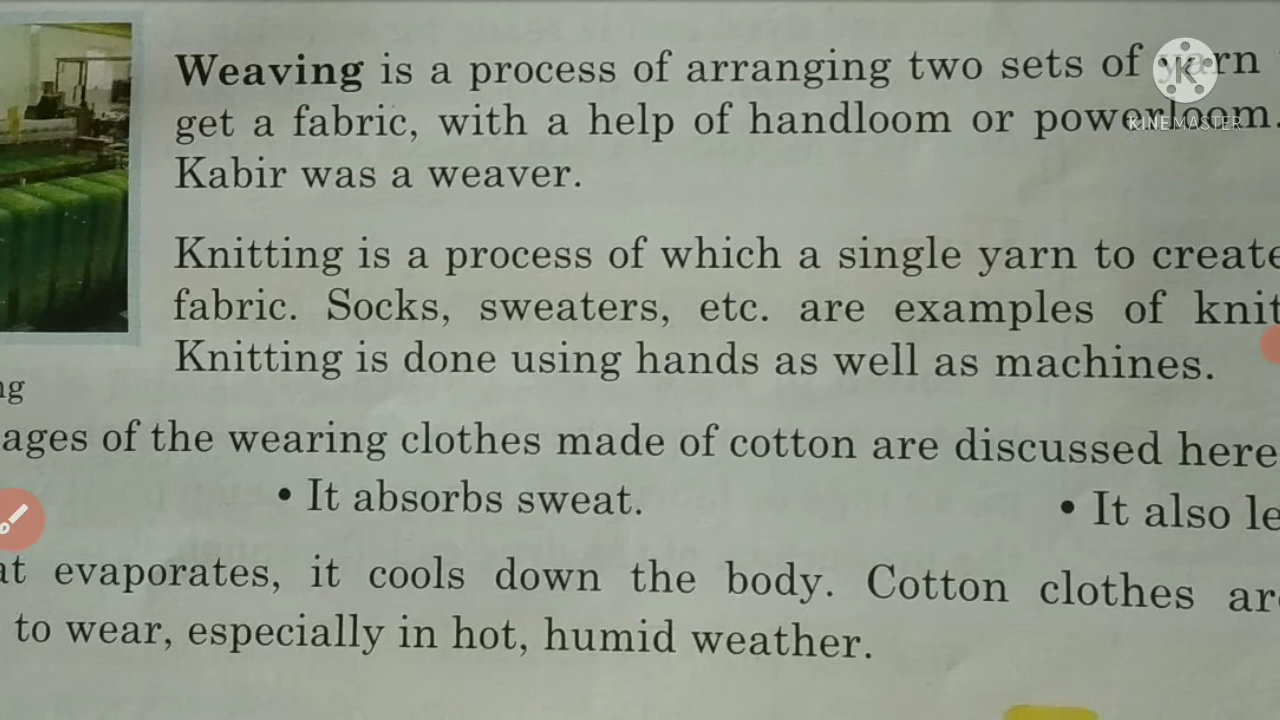 Weaving is a process of arranging two sets of yarn
get a fabric, with a help of handloom or powerloom.
Kabir was a weaver.
Knitting is a process of which a single yarn to create
fabric. Socks, sweaters, etc. are examples of knit
Knitting is done using hands as well as machines.
ng
ages of the wearing clothes made of cotton are discussed here
• It absorbs sweat.
• It also le
at evaporates, it cools down the body. Cotton clothes are
to wear, especially in hot, humid weather.
K
KINEMASTER